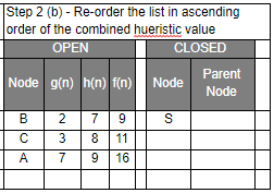 Step 2 (b) - Re-order the list in ascending
order of the combined hueristic value
OPEN CLOSED
Node g(n) h(n) f(n) Node Parent Node
B 2 7 9 S
C 3 8 11
A 7 9 16